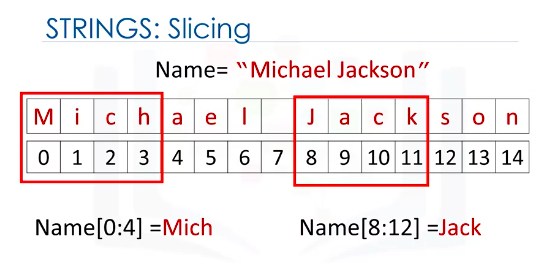 STRINGS: Slicing
Name= “Michael Jackson”
M i c h a e l J a c k s o n
0 1 2 3 4 5 6 7 8 9 10 11 12 13 14
Name[0:4] =Mich Name[8:12] =Jack